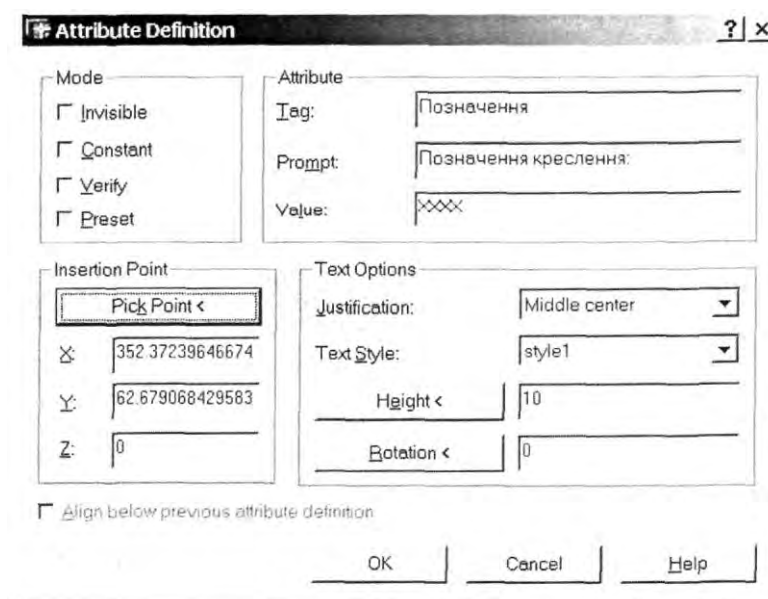 Attribute Definition ? ×
Mode
Invisible
Constant
Verify
Preset
Attribute
Tag: Позначення
Prompt: Позначення креслення:
Value: XXXX
Insertion Point
Pick Point <
X: 352.37239646674
Y: 62.679068429583
Z: 0
Text Options
Justification: Middle center
Text Style: style1
Height < 10
Rotation < 0
Align below previous attribute definition
OK Cancel Help